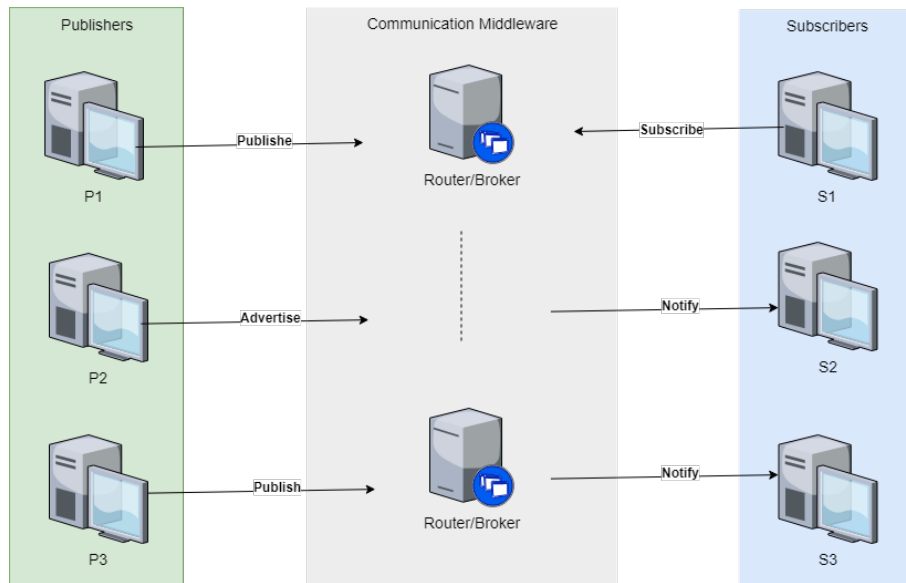 Publishers
Communication Middleware
Subscribers
Publishe
Subscribe
P1
Router/Broker
S1
Advertise
Notify
P2
S2
Publish
Notify
Router/Broker
P3
S3